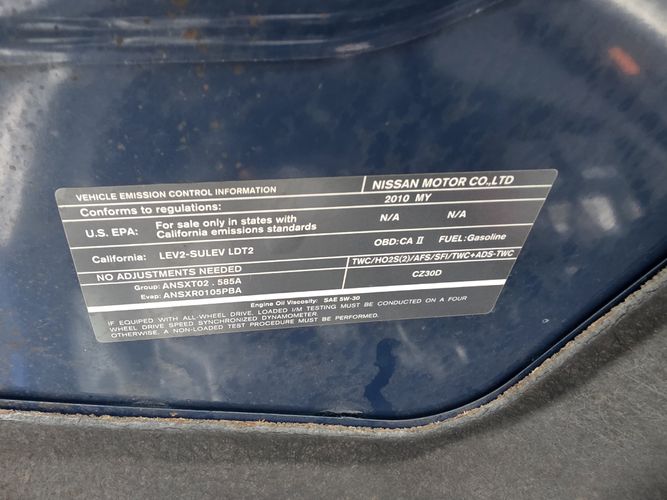 VEHICLE EMISSION CONTROL INFORMATION
NISSAN MOTOR CO.,LTD
Conforms to regulations:
2010 MY
U.S. EPA:
For sale only in states with
California emissions standards
N/A
N/A
California:
LEV2-SULEV LDT2
OBD:CA II
FUEL:Gasoline
NO ADJUSTMENTS NEEDED
TWC/HO2S(2)/AFS/SFI/TWC+ADS-TWC
Group: ANSXT02.585A
Evap: ANSXR0105PBA
CZ30D
Engine Oil Viscosity: SAE 5W-30
IF EQUIPPED WITH ALL-WHEEL DRIVE, LOADED I/M TESTING MUST BE CONDUCTED ON A FOUR
WHEEL DRIVE SPEED SYNCHRONIZED DYNAMOMETER.
OTHERWISE, A NON-LOADED TEST PROCEDURE MUST BE PERFORMED.